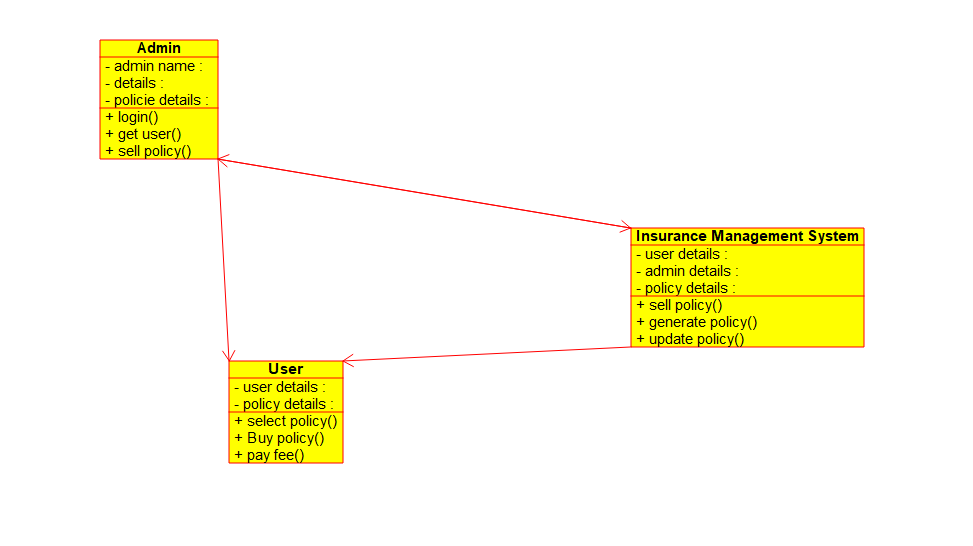 Admin
- admin name :
- details :
- policie details :
+ login()
+ get user()
+ sell policy()
Insurance Management System
- user details :
- admin details :
- policy details :
+ sell policy()
+ generate policy()
+ update policy()
User
- user details :
- policy details :
+ select policy()
+ Buy policy()
+ pay fee()